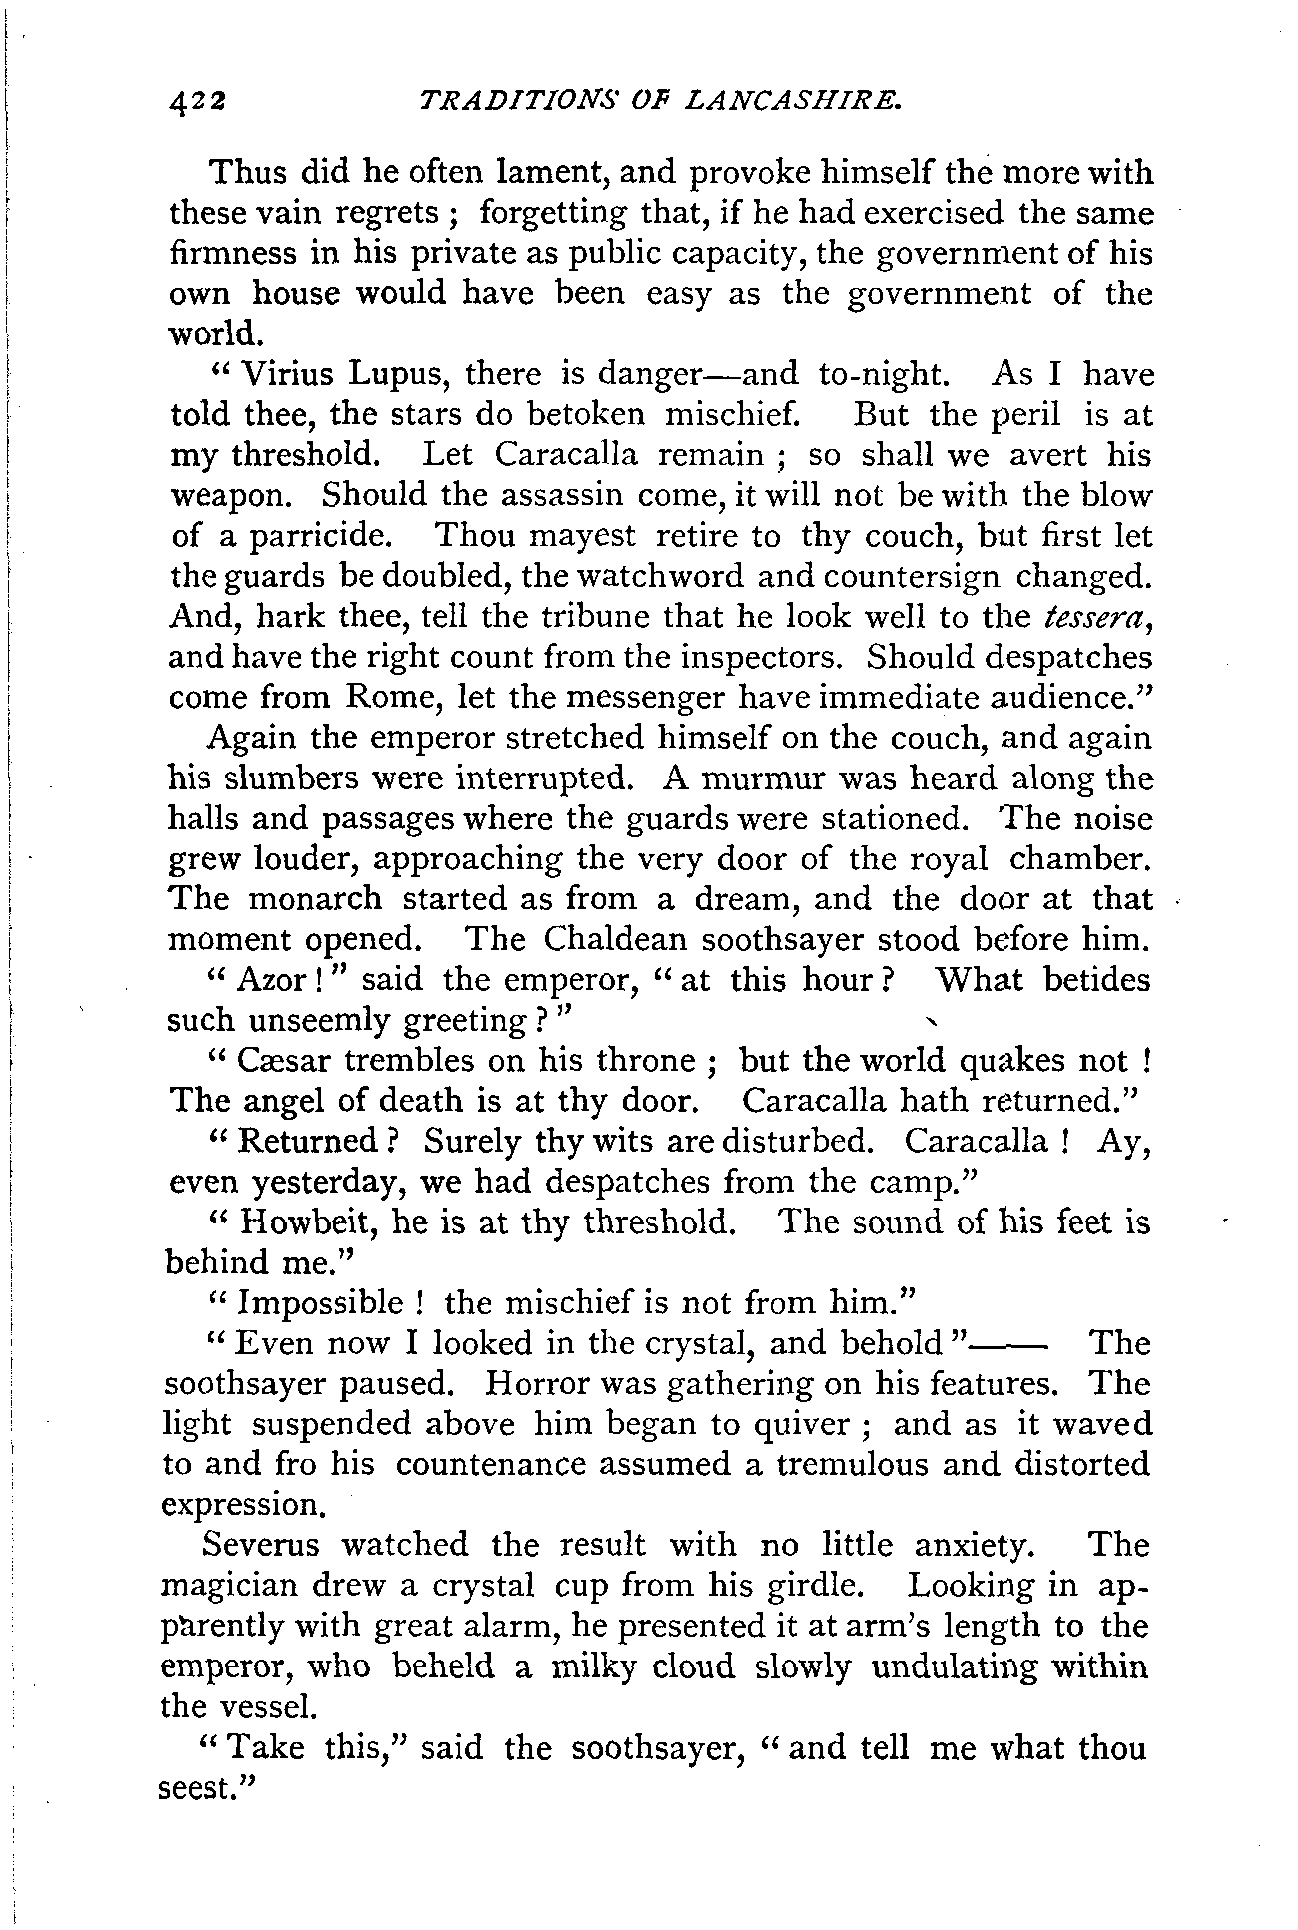 422 TRADITIONS OF LANCASHIRE.
Thus did he often lament, and provoke himself the more with
these vain regrets ; forgetting that, if he had exercised the same
firmness in his private as public capacity, the government of his
own house would have been easy as the government of the
world.
“ Virius Lupus, there is danger—and to-night. As I have
told thee, the stars do betoken mischief. But the peril is at
my threshold. Let Caracalla remain ; so shall we avert his
weapon. Should the assassin come, it will not be with the blow
of a parricide. Thou mayest retire to thy couch, but first let
the guards be doubled, the watchword and countersign changed.
And, hark thee, tell the tribune that he look well to the tessera,
and have the right count from the inspectors. Should despatches
come from Rome, let the messenger have immediate audience.”
Again the emperor stretched himself on the couch, and again
his slumbers were interrupted. A murmur was heard along the
halls and passages where the guards were stationed. The noise
grew louder, approaching the very door of the royal chamber.
The monarch started as from a dream, and the door at that
moment opened. The Chaldean soothsayer stood before him.
“ Azor ! ” said the emperor, “ at this hour ? What betides
such unseemly greeting ? ”
“ Cæsar trembles on his throne ; but the world quakes not !
The angel of death is at thy door. Caracalla hath returned.”
“ Returned ? Surely thy wits are disturbed. Caracalla ! Ay,
even yesterday, we had despatches from the camp.”
“ Howbeit, he is at thy threshold. The sound of his feet is
behind me.”
“ Impossible ! the mischief is not from him.”
“ Even now I looked in the crystal, and behold ”—— The
soothsayer paused. Horror was gathering on his features. The
light suspended above him began to quiver ; and as it waved
to and fro his countenance assumed a tremulous and distorted
expression.
Severus watched the result with no little anxiety. The
magician drew a crystal cup from his girdle. Looking in ap-
parently with great alarm, he presented it at arm's length to the
emperor, who beheld a milky cloud slowly undulating within
the vessel.
“ Take this,” said the soothsayer, “ and tell me what thou
seest.”